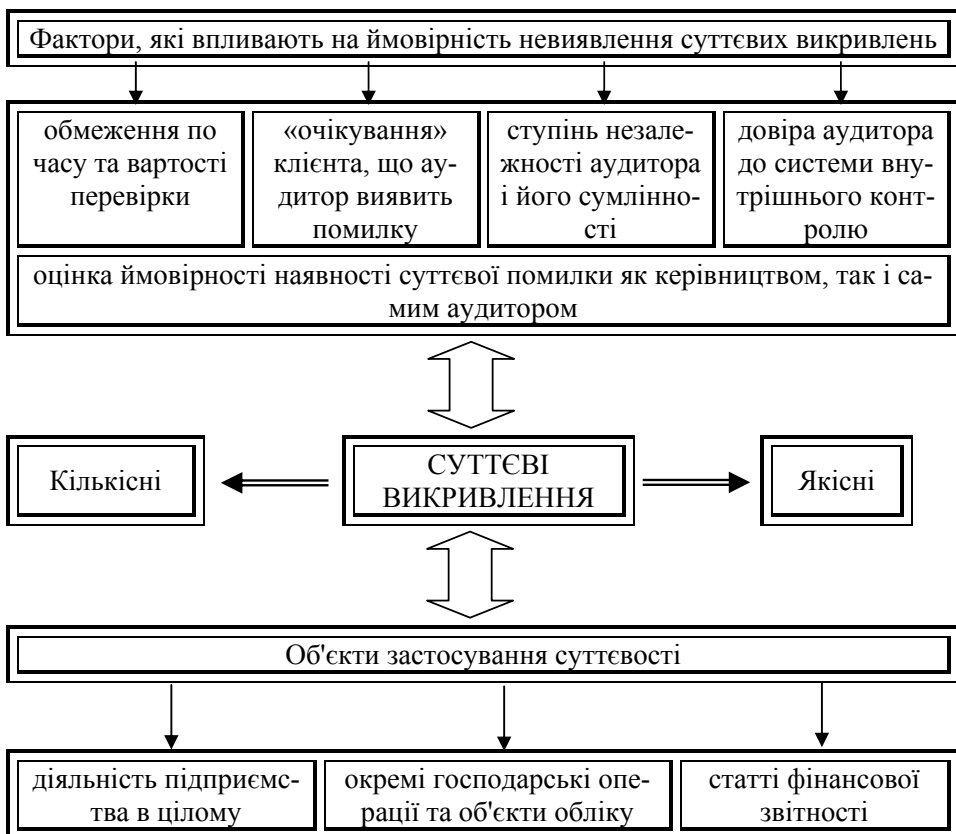 Фактори, які впливають на ймовірність невиявлення суттєвих викривлень
обмеження по
часу та вартості
перевірки
«очікування»
клієнта, що ау-
дитор виявить
помилку
ступінь незале-
жності аудитора
і його сумлінно-
сті
довіра аудитора
до системи вну-
трішнього конт-
ролю
оцінка ймовірності наявності суттєвої помилки як керівництвом, так і са-
мим аудитором
Кількісні
СУТТЄВІ
ВИКРИВЛЕННЯ
Якісні
Об'єкти застосування суттєвості
діяльність підприємс-
тва в цілому
окремі господарські опе-
рації та об'єкти обліку
статті фінансової
звітності